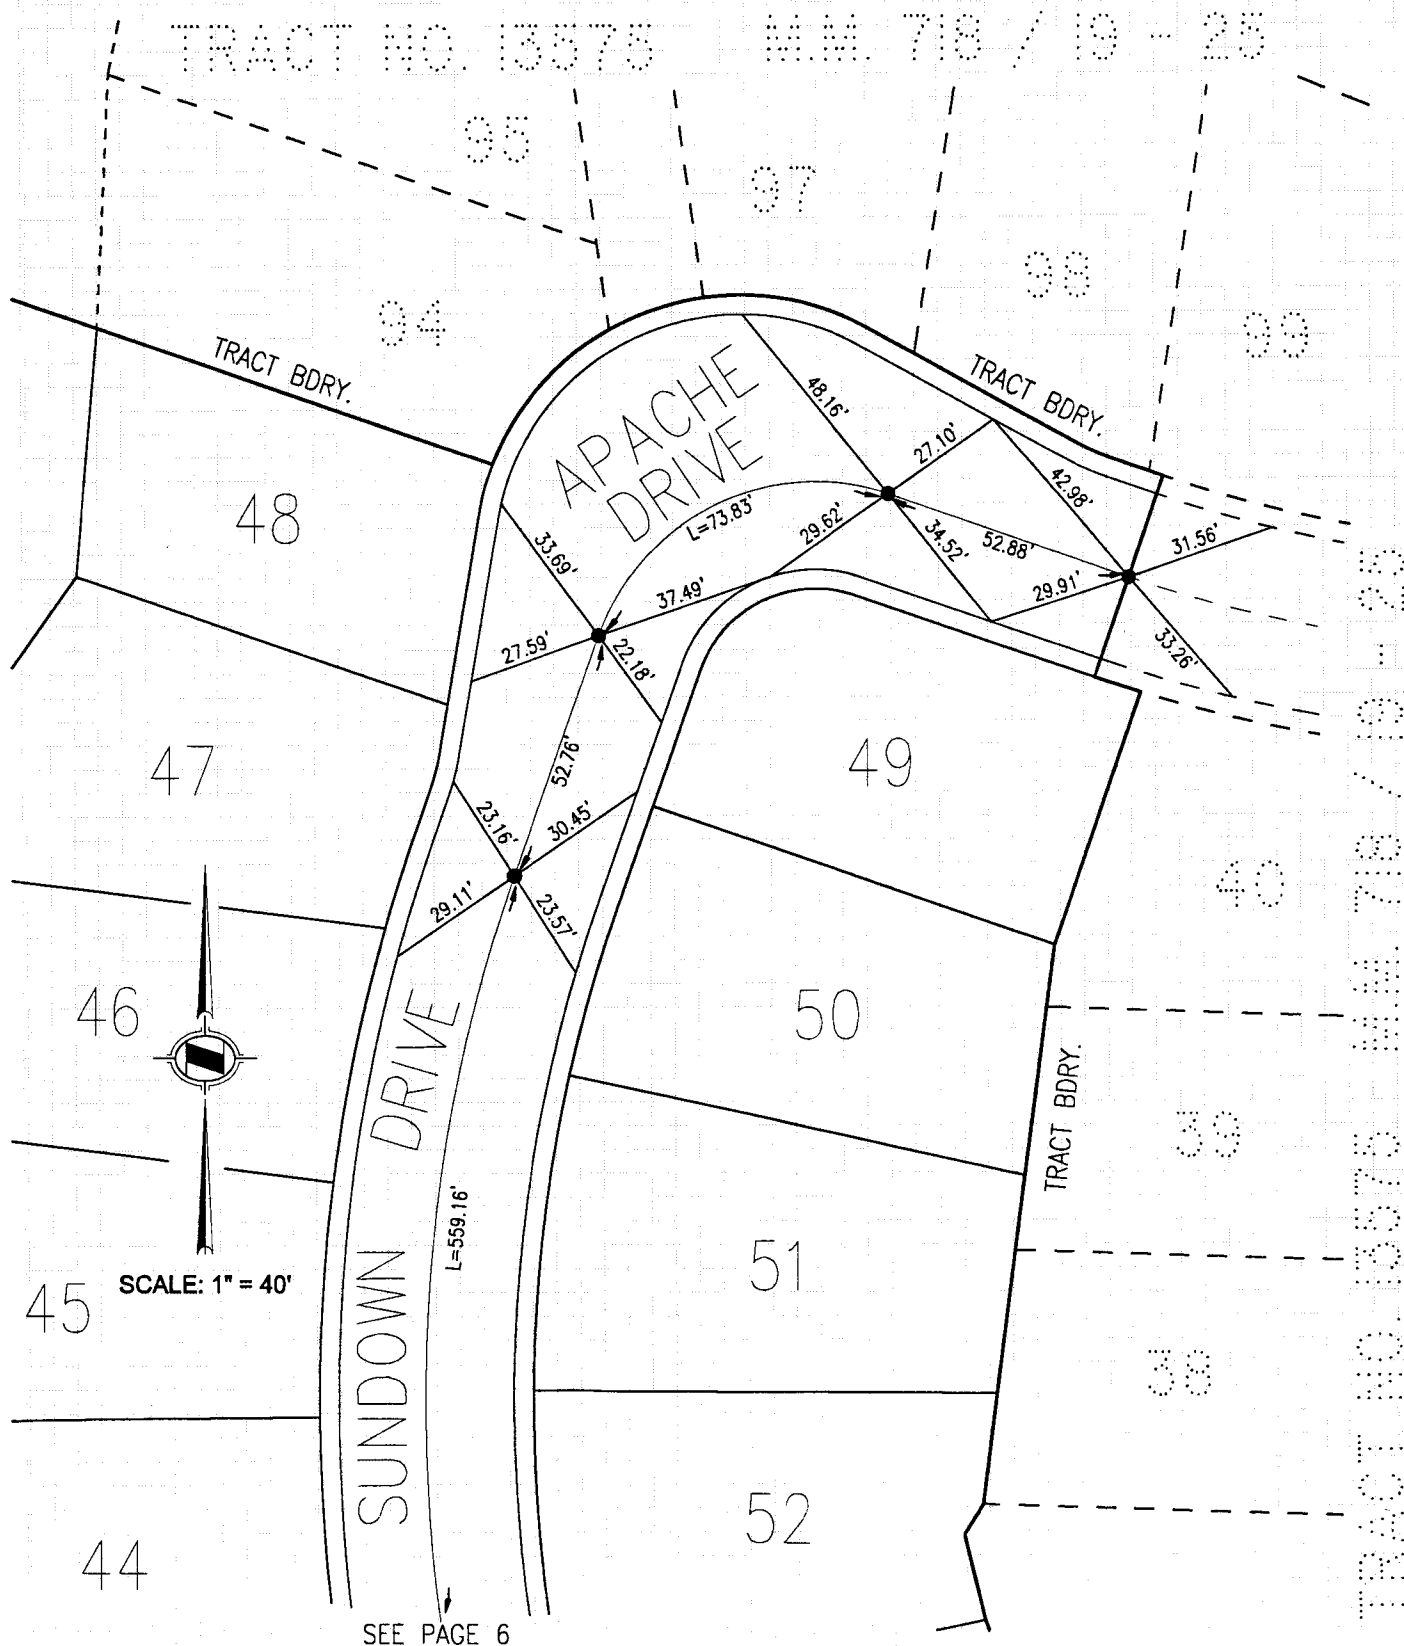 TRACT NO. 13575    M.M. 718 / 19 - 25
95
97
98
94
99
TRACT BDRY.
TRACT BDRY.
APACHE
DRIVE
48.16'
27.10'
42.98'
L=73.83'
29.62'
34.52'
52.88'
31.56'
29.91'
33.26'
48
33.69'
37.49'
27.59'
22.18'
47
52.76'
49
23.16'
30.45'
29.11'
23.57'
40
46
50
39
TRACT BDRY.
SUNDOWN DRIVE
L=559.16'
51
45
SCALE: 1" = 40'
38
52
44
TRACT NO. 13575    M.M. 718 / 19 - 25
SEE PAGE 6